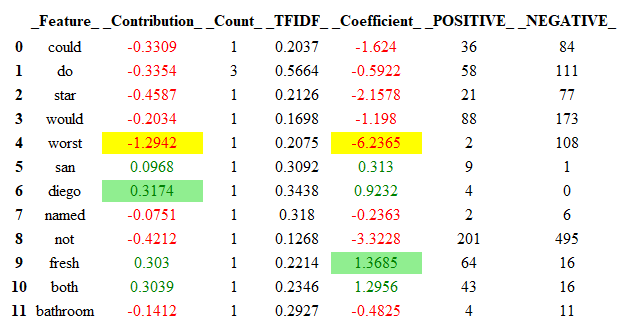 _Feature_ _Contribution_ _Count_ _TFIDF_ _Coefficient_ _POSITIVE_ _NEGATIVE_
0 could -0.3309 1 0.2037 -1.624 36 84
1 do -0.3354 3 0.5664 -0.5922 58 111
2 star -0.4587 1 0.2126 -2.1578 21 77
3 would -0.2034 1 0.1698 -1.198 88 173
4 worst -1.2942 1 0.2075 -6.2365 2 108
5 san 0.0968 1 0.3092 0.313 9 1
6 diego 0.3174 1 0.3438 0.9232 4 0
7 named -0.0751 1 0.318 -0.2363 2 6
8 not -0.4212 1 0.1268 -3.3228 201 495
9 fresh 0.303 1 0.2214 1.3685 64 16
10 both 0.3039 1 0.2346 1.2956 43 16
11 bathroom -0.1412 1 0.2927 -0.4825 4 11